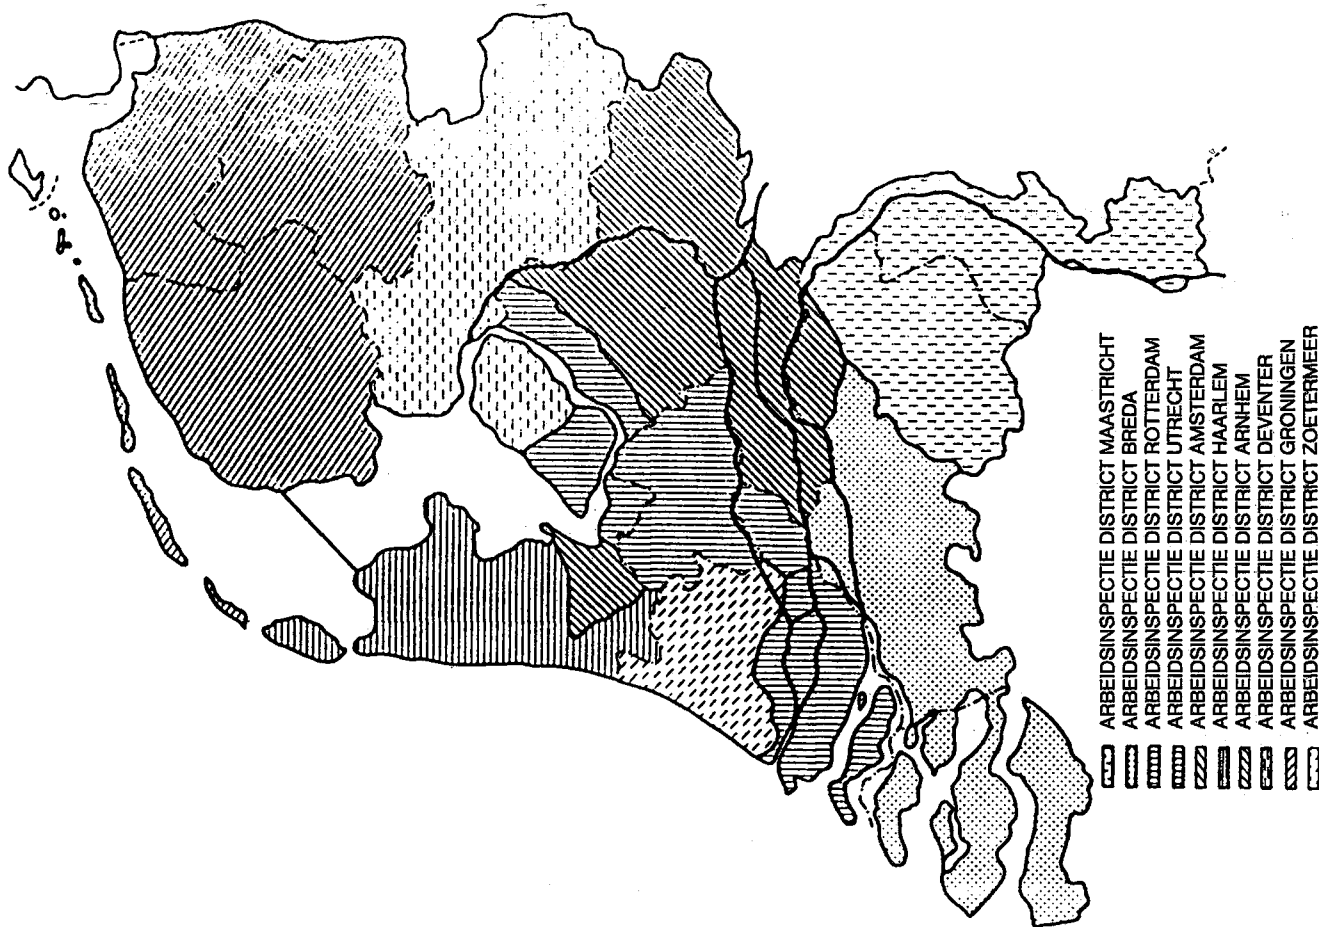 ARBEIDSINSPECTIE DISTRICT MAASTRICHT
ARBEIDSINSPECTIE DISTRICT BREDA
ARBEIDSINSPECTIE DISTRICT ROTTERDAM
ARBEIDSINSPECTIE DISTRICT UTRECHT
ARBEIDSINSPECTIE DISTRICT AMSTERDAM
ARBEIDSINSPECTIE DISTRICT HAARLEM
ARBEIDSINSPECTIE DISTRICT ARNHEM
ARBEIDSINSPECTIE DISTRICT DEVENTER
ARBEIDSINSPECTIE DISTRICT GRONINGEN
ARBEIDSINSPECTIE DISTRICT ZOETERMEER